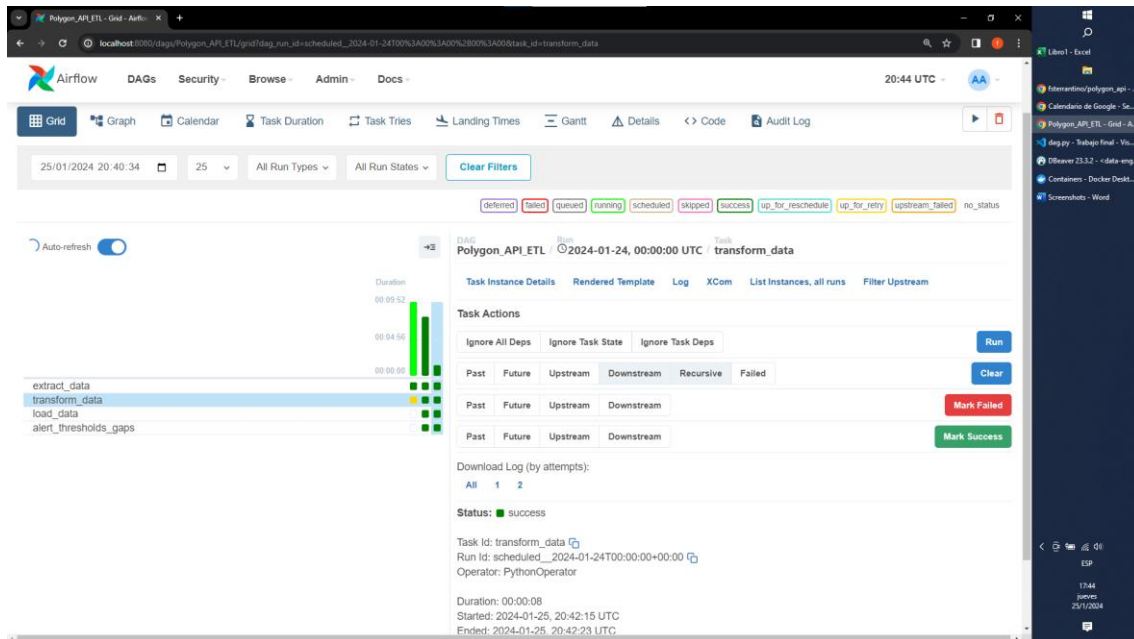 Polygon_API_ETL - Grid - Airflo
localhost:8080/dags/Polygon_API_ETL/grid?dag_run_id=scheduled__2024-01-24T00%3A00%3A00%2B00%3A00&task_id=transform_data
Airflow DAGs Security Browse Admin Docs 20:44 UTC AA
Grid Graph Calendar Task Duration Task Tries Landing Times Gantt Details <> Code Audit Log
25/01/2024 20:40:34 25 All Run Types All Run States Clear Filters
deferred failed queued running scheduled skipped success up_for_reschedule up_for_retry upstream_failed no_status
Auto-refresh
Duration
00:09:52
00:04:56
00:00:00
extract_data
transform_data
load_data
alert_thresholds_gaps
DAG Run Task
Polygon_API_ETL / 2024-01-24, 00:00:00 UTC / transform_data
Task Instance Details Rendered Template Log XCom List Instances, all runs Filter Upstream
Task Actions
Ignore All Deps Ignore Task State Ignore Task Deps Run
Past Future Upstream Downstream Recursive Failed Clear
Past Future Upstream Downstream Mark Failed
Past Future Upstream Downstream Mark Success
Download Log (by attempts):
All 1 2
Status: success
Task Id: transform_data
Run Id: scheduled__2024-01-24T00:00:00+00:00
Operator: PythonOperator
Duration: 00:00:08
Started: 2024-01-25, 20:42:15 UTC
Ended: 2024-01-25, 20:42:23 UTC
Libro1 - Excel
fsterrantino/polygon_api - ...
Calendario de Google - Se...
Polygon_API_ETL - Grid - A...
dag.py - Trabajo final - Vis...
DBeaver 23.3.2 - <data-eng...
Containers - Docker Deskt...
Screenshots - Word
ESP
17:44
jueves
25/1/2024